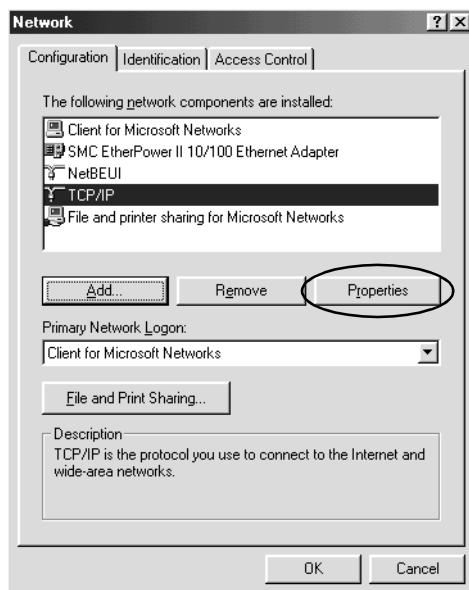 Network
? ×
Configuration Identification Access Control
The following network components are installed:
Client for Microsoft Networks
SMC EtherPower II 10/100 Ethernet Adapter
NetBEUI
TCP/IP
File and printer sharing for Microsoft Networks
Add... Remove Properties
Primary Network Logon:
Client for Microsoft Networks
File and Print Sharing...
Description
TCP/IP is the protocol you use to connect to the Internet and
wide-area networks.
OK Cancel